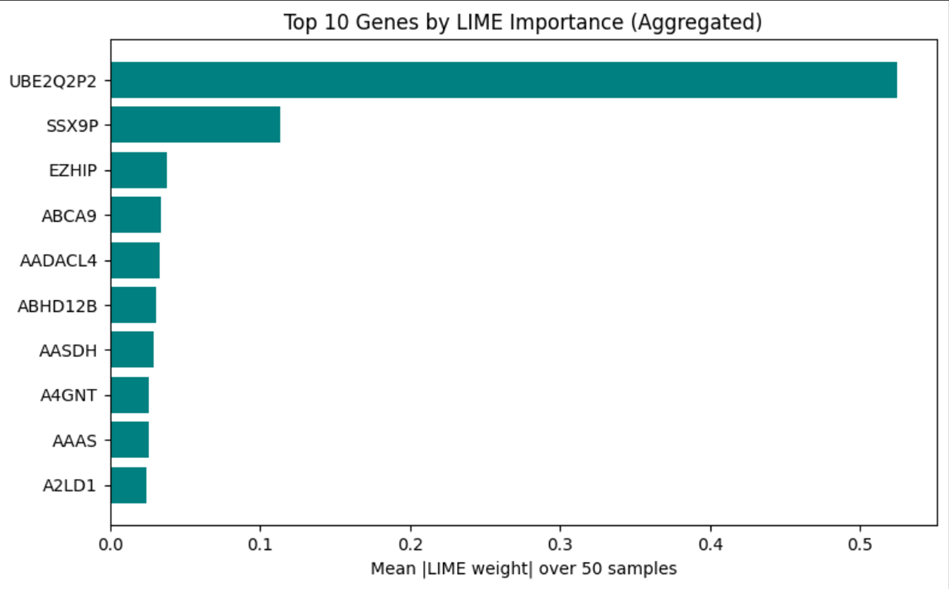 Top 10 Genes by LIME Importance (Aggregated)
UBE2Q2P2
SSX9P
EZHIP
ABCA9
AADACL4
ABHD12B
AASDH
A4GNT
AAAS
A2LD1
0.0 0.1 0.2 0.3 0.4 0.5
Mean |LIME weight| over 50 samples